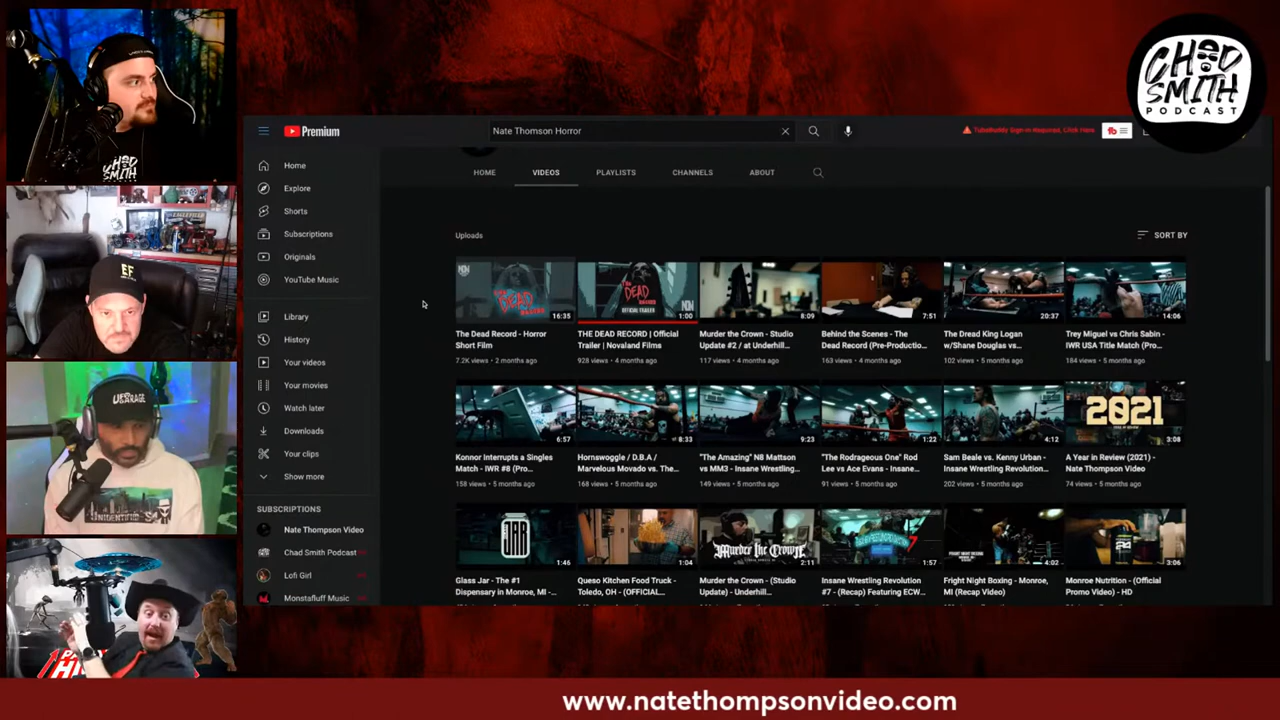 CHAD
SMITH
PODCAST
Premium
Nate Thomson Horror
TubeBuddy Sign-in Required, Click Here
HOME
VIDEOS
PLAYLISTS
CHANNELS
ABOUT
Home
Explore
Shorts
Subscriptions
Originals
YouTube Music
Library
History
Your videos
Your movies
Watch later
Downloads
Your clips
Show more
SUBSCRIPTIONS
Nate Thompson Video
Chad Smith Podcast
Lofi Girl
Monstafluff Music
Uploads
SORT BY
16:35
1:00
8:09
7:51
20:37
14:06
The Dead Record - Horror
Short Film
7.2K views • 2 months ago
THE DEAD RECORD | Official
Trailer | Novaland Films
928 views • 4 months ago
Murder the Crown - Studio
Update #2 / at Underhill...
117 views • 4 months ago
Behind the Scenes - The
Dead Record (Pre-Productio...
163 views • 4 months ago
The Dread King Logan
w/Shane Douglas vs...
102 views • 5 months ago
Trey Miguel vs Chris Sabin -
IWR USA Title Match (Pro...
184 views • 5 months ago
6:57
8:33
9:23
1:22
4:12
2021
3:08
Konnor Interrupts a Singles
Match - IWR #8 (Pro...
158 views • 5 months ago
Hornswoggle / D.B.A /
Marvelous Movado vs. The...
168 views • 5 months ago
"The Amazing" N8 Mattson
vs MM3 - Insane Wrestling...
149 views • 5 months ago
"The Rodrageous One" Rod
Lee vs Ace Evans - Insane...
91 views • 5 months ago
Sam Beale vs. Kenny Urban -
Insane Wrestling Revolution...
202 views • 5 months ago
A Year in Review (2021) -
Nate Thompson Video
74 views • 5 months ago
JAR
1:46
1:04
Murder the Crown
2:11
1:57
4:02
3:06
Glass Jar - The #1
Dispensary in Monroe, MI -...
Queso Kitchen Food Truck -
Toledo, OH - (OFFICIAL...
Murder the Crown - (Studio
Update) - Underhill...
Insane Wrestling Revolution
#7 - (Recap) Featuring ECW...
Fright Night Boxing - Monroe,
MI (Recap Video)
Monroe Nutrition - (Official
Promo Video) - HD
CHAD
SMITH
EF
www.natethompsonvideo.com